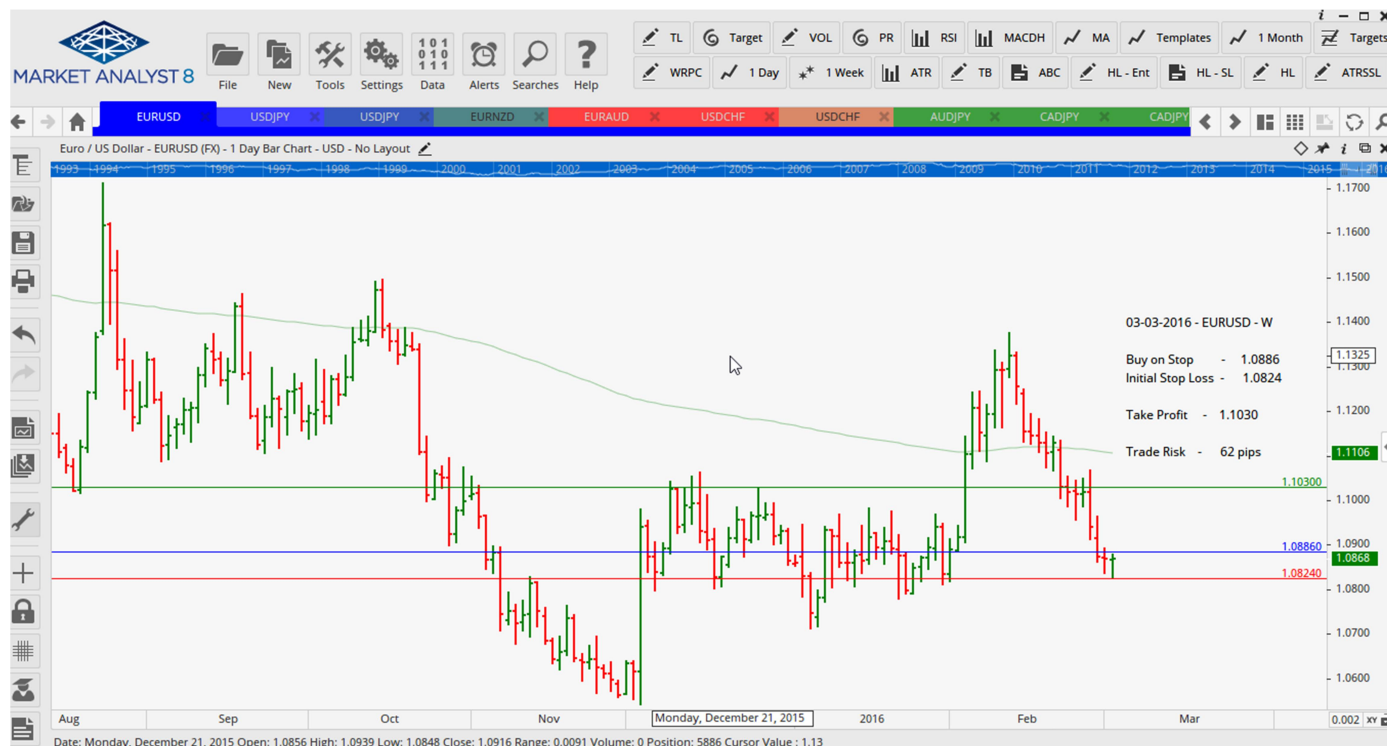 MARKET ANALYST 8
File
New
Tools
Settings
101
010
111
Data
Alerts
Searches
?
Help
TL
Target
VOL
PR
RSI
MACDH
MA
Templates
1 Month
Targets
WRPC
1 Day
1 Week
ATR
TB
ABC
HL - Ent
HL - SL
HL
ATRSSL
EURUSD
USDJPY
USDJPY
EURNZD
EURAUD
USDCHF
USDCHF
AUDJPY
CADJPY
CADJPY
Euro / US Dollar - EURUSD (FX) - 1 Day Bar Chart - USD - No Layout
1993 1994 1995 1996 1997 1998 1999 2000 2001 2002 2003 2004 2005 2006 2007 2008 2009 2010 2011 2012 2013 2014 2015 2016
1.1700
1.1600
1.1500
1.1400
03-03-2016 - EURUSD - W
1.1325
1.1300
Buy on Stop - 1.0886
Initial Stop Loss - 1.0824
Take Profit - 1.1030
1.1200
Trade Risk - 62 pips
1.1106
1.10300
1.1000
1.0900
1.08860
1.0868
1.08240
1.0800
1.0700
1.0600
Aug Sep Oct Nov Monday, December 21, 2015 2016 Feb Mar
0.002 XY
Date: Monday, December 21, 2015 Open: 1.0856 High: 1.0939 Low: 1.0848 Close: 1.0916 Range: 0.0091 Volume: 0 Position: 5886 Cursor Value : 1.13